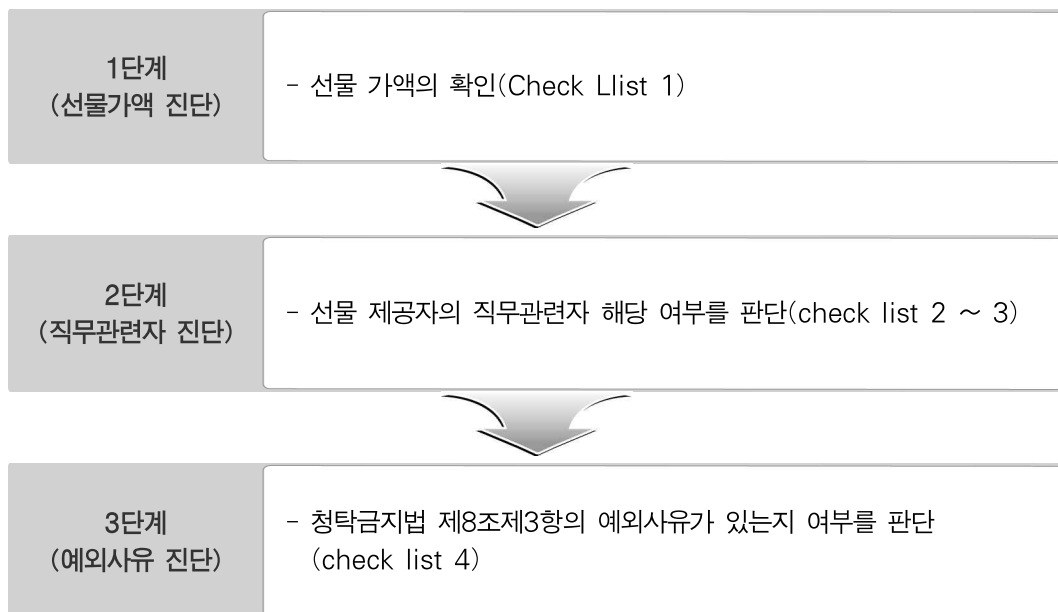 1단계
(선물가액 진단)
- 선물 가액의 확인(Check Llist 1)
2단계
(직무관련자 진단)
- 선물 제공자의 직무관련자 해당 여부를 판단(check list 2 ~ 3)
3단계
(예외사유 진단)
- 청탁금지법 제8조제3항의 예외사유가 있는지 여부를 판단
(check list 4)